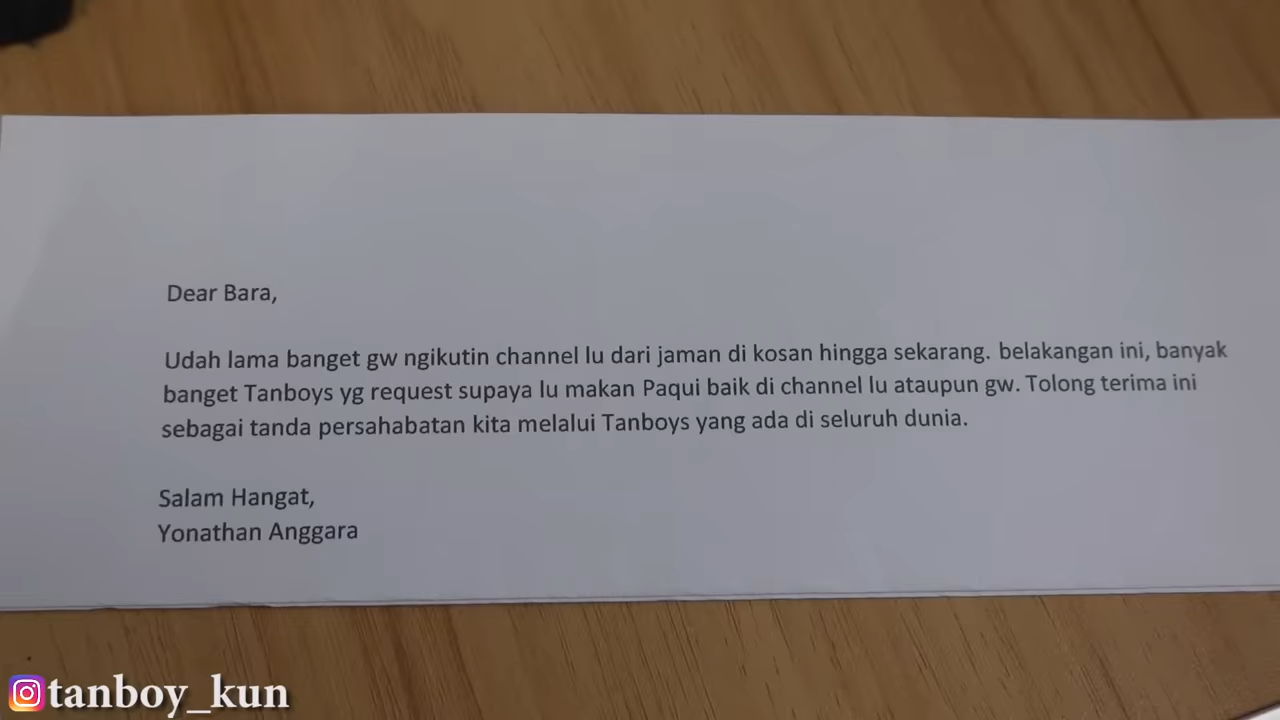 Dear Bara,
Udah lama banget gw ngikutin channel lu dari jaman di kosan hingga sekarang. belakangan ini, banyak
banget Tanboys yg request supaya lu makan Paqui baik di channel lu ataupun gw. Tolong terima ini
sebagai tanda persahabatan kita melalui Tanboys yang ada di seluruh dunia.
Salam Hangat,
Yonathan Anggara
tanboy_kun